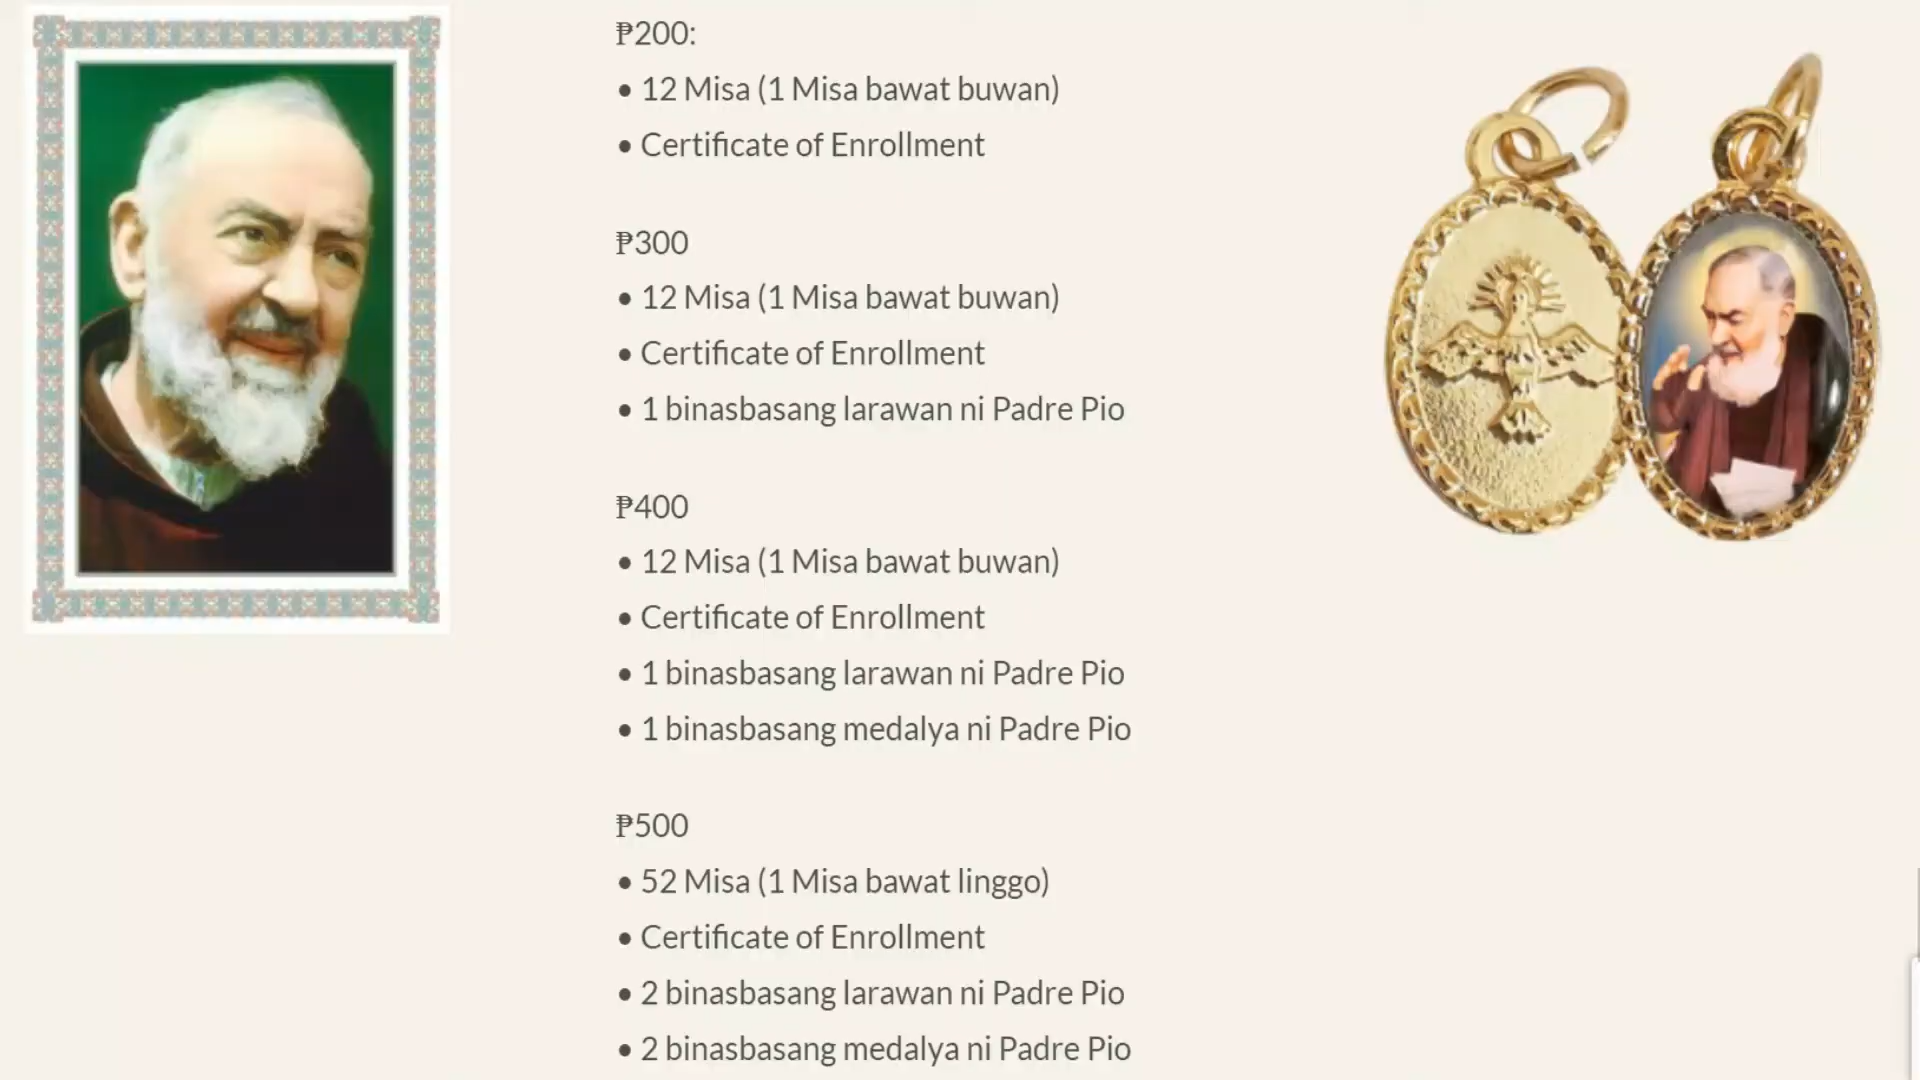 ₱200:
• 12 Misa (1 Misa bawat buwan)
• Certificate of Enrollment
₱300
• 12 Misa (1 Misa bawat buwan)
• Certificate of Enrollment
• 1 binasbasang larawan ni Padre Pio
₱400
• 12 Misa (1 Misa bawat buwan)
• Certificate of Enrollment
• 1 binasbasang larawan ni Padre Pio
• 1 binasbasang medalya ni Padre Pio
₱500
• 52 Misa (1 Misa bawat linggo)
• Certificate of Enrollment
• 2 binasbasang larawan ni Padre Pio
• 2 binasbasang medalya ni Padre Pio